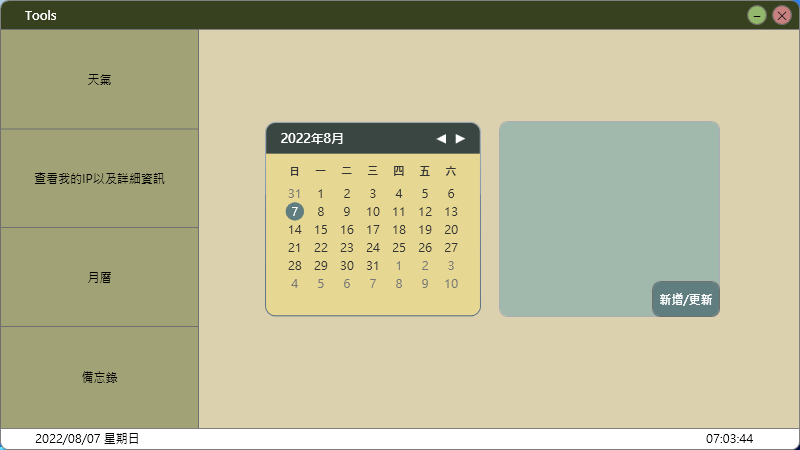 Tools
天氣
查看我的IP以及詳細資訊
月曆
備忘錄
2022年8月
日 一 二 三 四 五 六
31 1 2 3 4 5 6
7 8 9 10 11 12 13
14 15 16 17 18 19 20
21 22 23 24 25 26 27
28 29 30 31 1 2 3
4 5 6 7 8 9 10
新增/更新
2022/08/07 星期日
07:03:44